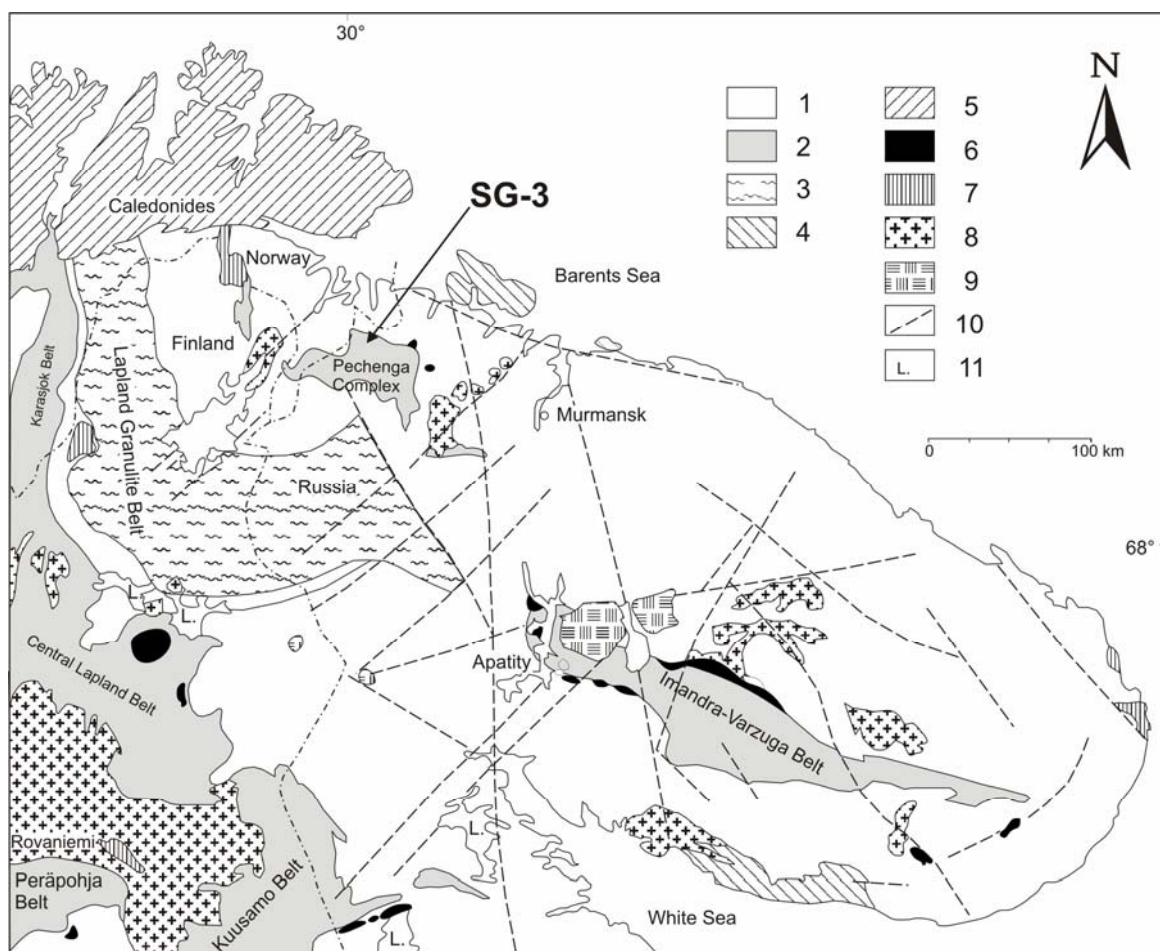 30°
N
1
5
2
6
3
7
4
8
9
10
L.
11
Caledonides
SG-3
Norway
Barents Sea
Finland
Pechenga
Complex
Karasjok Belt
Lapland Granulite Belt
Murmansk
0
100 km
Russia
68°
L.
L.
Central Lapland Belt
Apatity
Imandra-Varzuga Belt
L.
Rovaniemi
Peräpohja
Belt
Kuusamo Belt
White Sea
L.